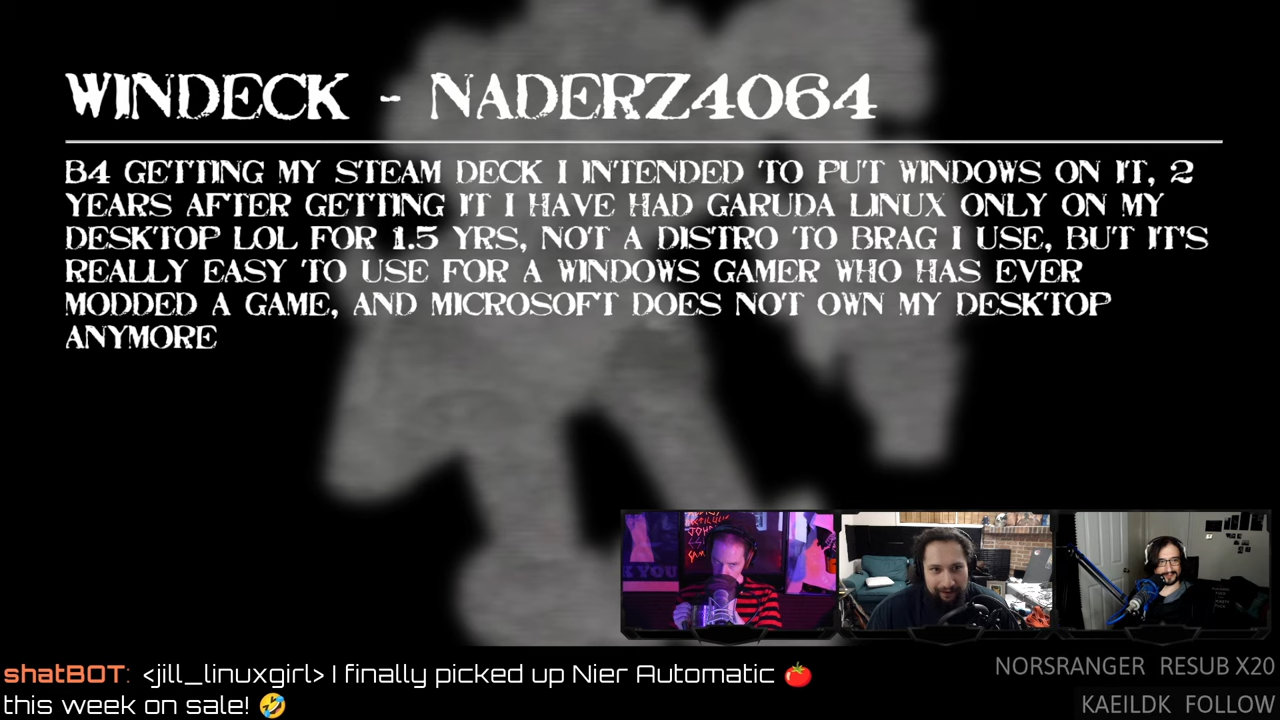 WINDECK - NADERZ4064
B4 GETTING MY STEAM DECK I INTENDED TO PUT WINDOWS ON IT, 2
YEARS AFTER GETTING IT I HAVE HAD GARUDA LINUX ONLY ON MY
DESKTOP LOL FOR 1.5 YRS, NOT A DISTRO TO BRAG I USE, BUT IT'S
REALLY EASY TO USE FOR A WINDOWS GAMER WHO HAS EVER
MODDED A GAME, AND MICROSOFT DOES NOT OWN MY DESKTOP
ANYMORE
shatBOT: <jill_linuxgirl> I finally picked up Nier Automatic 🍅
this week on sale! 🤣
NORSRANGER RESUB X20
KAEILDK FOLLOW